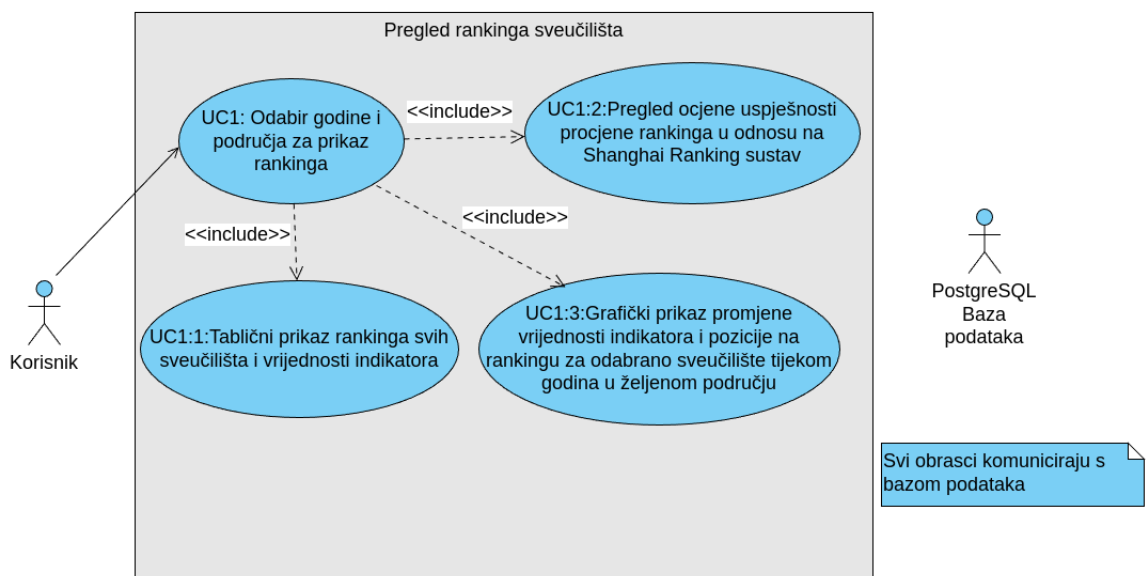 Pregled rankinga sveučilišta
UC1: Odabir godine i
područja za prikaz
rankinga
<<include>>
UC1:2:Pregled ocjene uspješnosti
procjene rankinga u odnosu na
Shanghai Ranking sustav
<<include>>
<<include>>
Korisnik
UC1:1:Tablični prikaz rankinga svih
sveučilišta i vrijednosti indikatora
UC1:3:Grafički prikaz promjene
vrijednosti indikatora i pozicije na
rankingu za odabrano sveučilište tijekom
godina u željenom području
PostgreSQL
Baza
podataka
Svi obrasci komuniciraju s
bazom podataka